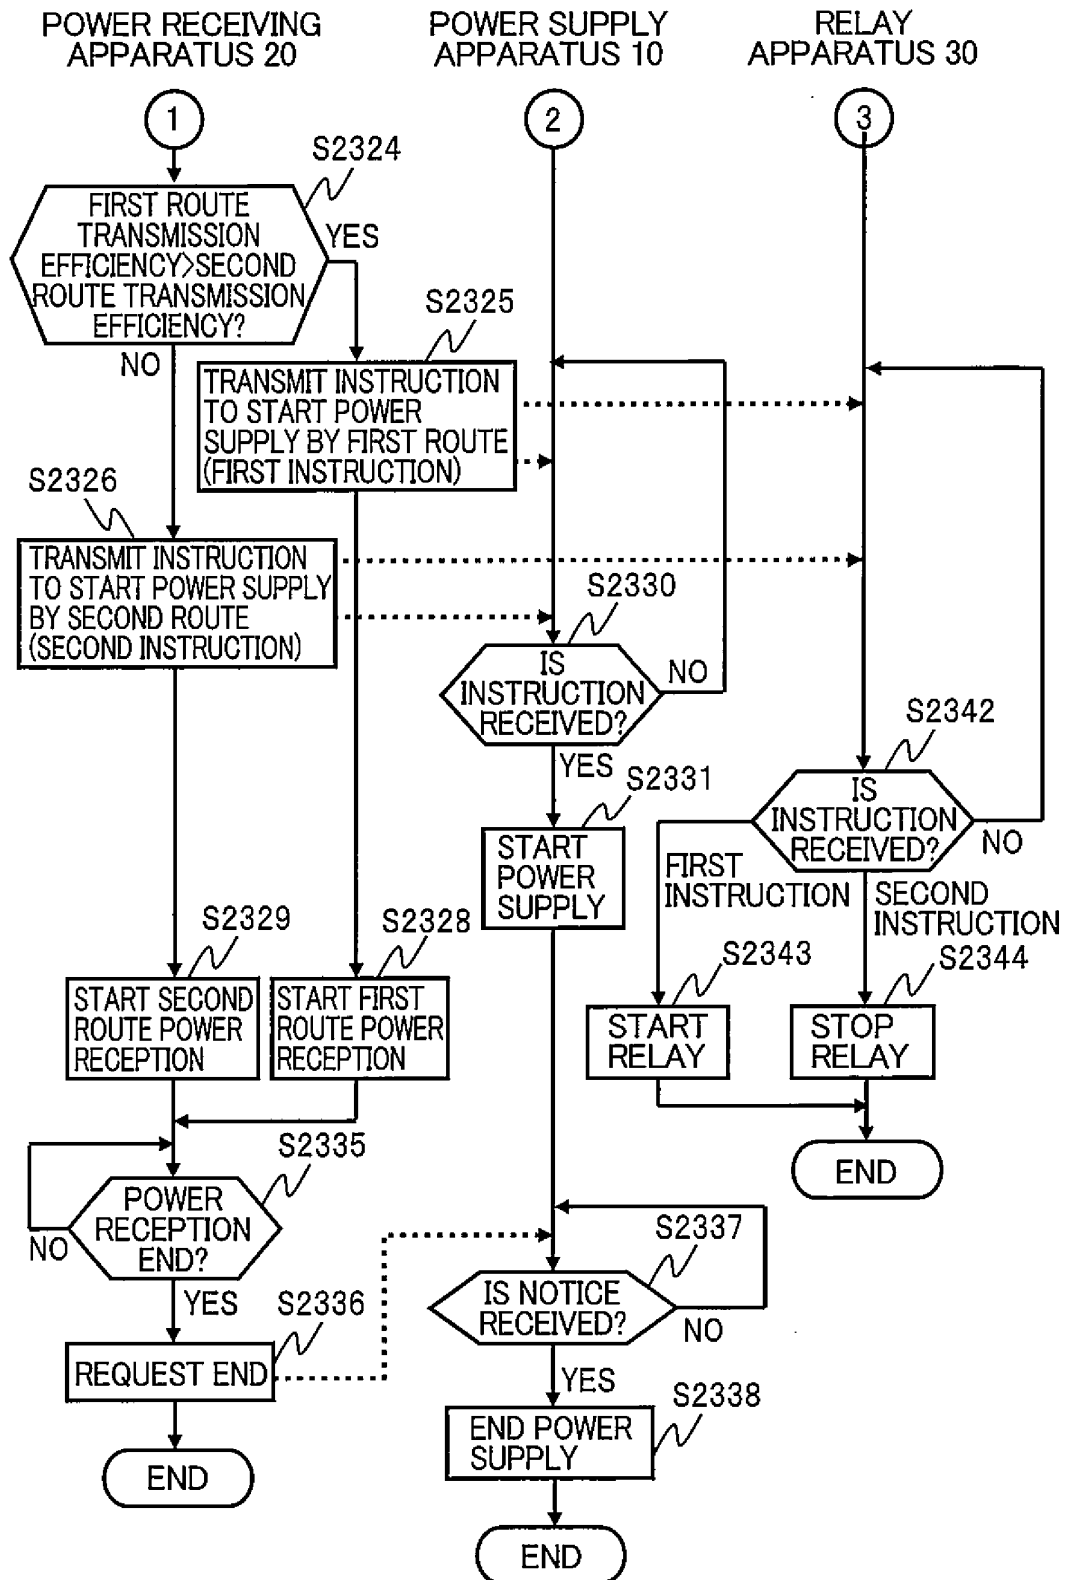 POWER RECEIVING
APPARATUS 20
POWER SUPPLY
APPARATUS 10
RELAY
APPARATUS 30
1
2
3
S2324
FIRST ROUTE
TRANSMISSION
EFFICIENCY>SECOND
ROUTE TRANSMISSION
EFFICIENCY?
YES
NO
S2325
TRANSMIT INSTRUCTION
TO START POWER
SUPPLY BY FIRST ROUTE
(FIRST INSTRUCTION)
S2326
TRANSMIT INSTRUCTION
TO START POWER SUPPLY
BY SECOND ROUTE
(SECOND INSTRUCTION)
S2330
IS
INSTRUCTION
RECEIVED?
NO
YES
S2331
START
POWER
SUPPLY
S2342
IS
INSTRUCTION
RECEIVED?
NO
FIRST
INSTRUCTION
SECOND
INSTRUCTION
S2343
START
RELAY
S2344
STOP
RELAY
END
S2329
START SECOND
ROUTE POWER
RECEPTION
S2328
START FIRST
ROUTE POWER
RECEPTION
S2335
POWER
RECEPTION
END?
NO
YES
S2336
REQUEST END
END
S2337
IS NOTICE
RECEIVED?
NO
YES
S2338
END POWER
SUPPLY
END